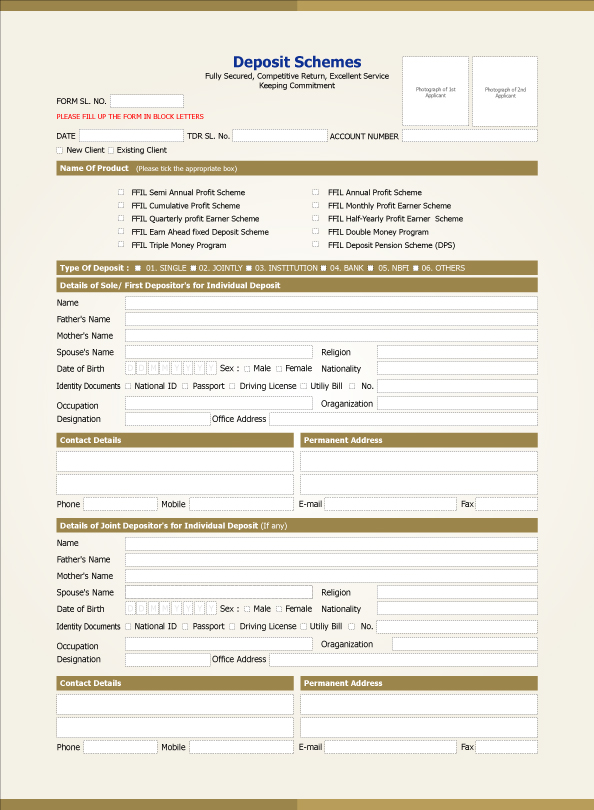 Deposit Schemes
Fully Secured, Competitive Return, Excellent Service
Keeping Commitment
Photograph of 1st
Applicant
Photograph of 2nd
Applicant
FORM SL. NO.
PLEASE FILL UP THE FORM IN BLOCK LETTERS
DATE TDR SL. No. ACCOUNT NUMBER
New Client Existing Client
Name Of Product (Please tick the appropriate box)
FFIL Semi Annual Profit Scheme FFIL Annual Profit Scheme
FFIL Cumulative Profit Scheme FFIL Monthly Profit Earner Scheme
FFIL Quarterly profit Earner Scheme FFIL Half-Yearly Profit Earner Scheme
FFIL Earn Ahead fixed Deposit Scheme FFIL Double Money Program
FFIL Triple Money Program FFIL Deposit Pension Scheme (DPS)
Type Of Deposit : 01. SINGLE 02. JOINTLY 03. INSTITUTION 04. BANK 05. NBFI 06. OTHERS
Details of Sole/ First Depositor's for Individual Deposit
Name
Father's Name
Mother's Name
Spouse's Name Religion
Date of Birth D D M M Y Y Y Y Sex : Male Female Nationality
Identity Documents National ID Passport Driving License Utiliy Bill No.
Occupation Oraganization
Designation Office Address
Contact Details Permanent Address
Phone Mobile E-mail Fax
Details of Joint Depositor's for Individual Deposit (If any)
Name
Father's Name
Mother's Name
Spouse's Name Religion
Date of Birth D D M M Y Y Y Y Sex : Male Female Nationality
Identity Documents National ID Passport Driving License Utiliy Bill No.
Occupation Oraganization
Designation Office Address
Contact Details Permanent Address
Phone Mobile E-mail Fax